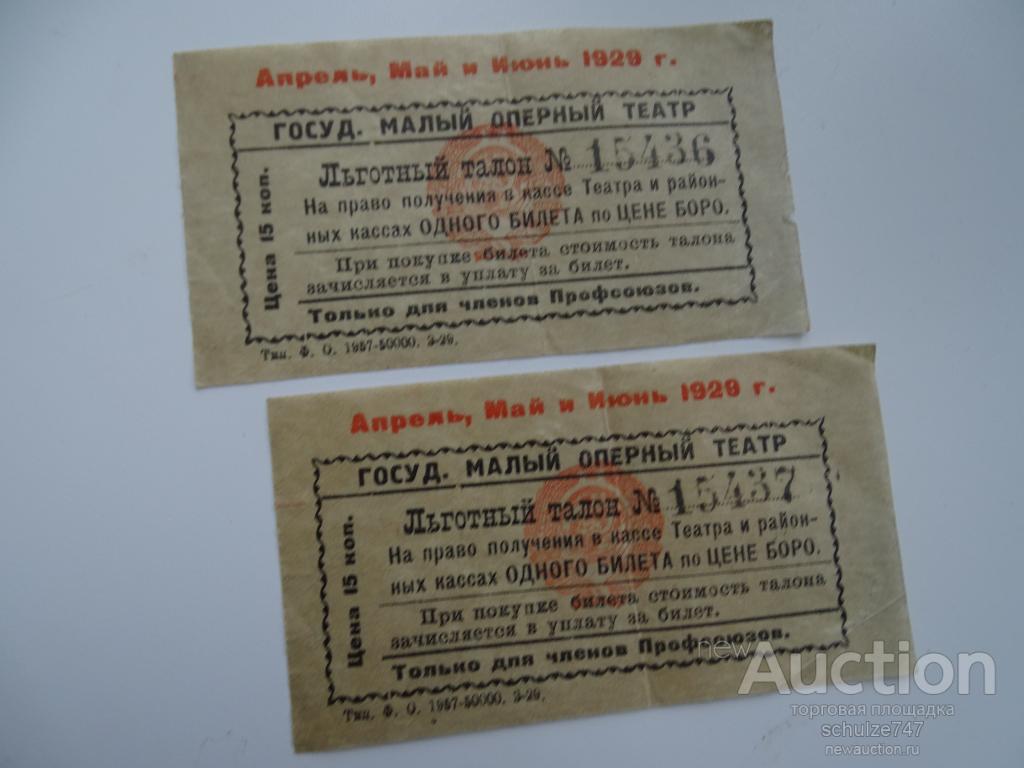 Апрель, Май и Июнь 1929 г.
ГОСУД. МАЛЫЙ ОПЕРНЫЙ ТЕАТР
Льготный талон № 15436
На право получения в кассе Театра и район-
ных кассах ОДНОГО БИЛЕТА по ЦЕНЕ БОРО.
При покупке билета стоимость талона
зачисляется в уплату за билет.
Только для членов Профсоюзов.
Цена 15 коп.
Тип. Ф. О. 1957-50000. 3-29.
Апрель, Май и Июнь 1929 г.
ГОСУД. МАЛЫЙ ОПЕРНЫЙ ТЕАТР
Льготный талон № 15437
На право получения в кассе Театра и район-
ных кассах ОДНОГО БИЛЕТА по ЦЕНЕ БОРО.
При покупке билета стоимость талона
зачисляется в уплату за билет.
Только для членов Профсоюзов.
Цена 15 коп.
Тип. Ф. О. 1957-50000. 3-29.
newAuction
торговая площадка
schulze747
newauction.ru